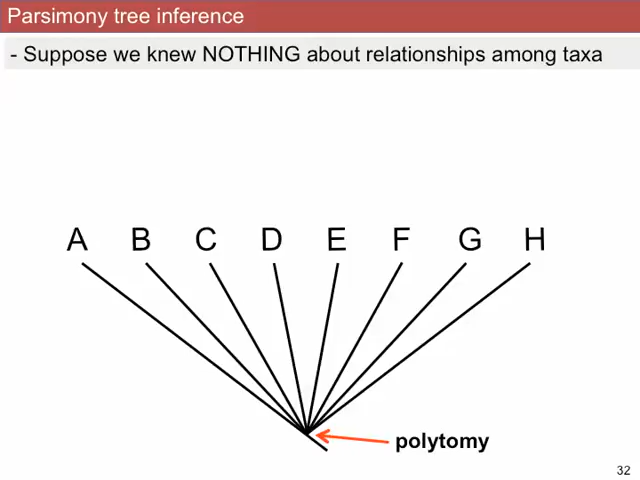 Parsimony tree inference
- Suppose we knew NOTHING about relationships among taxa
A B C D E F G H
polytomy
32